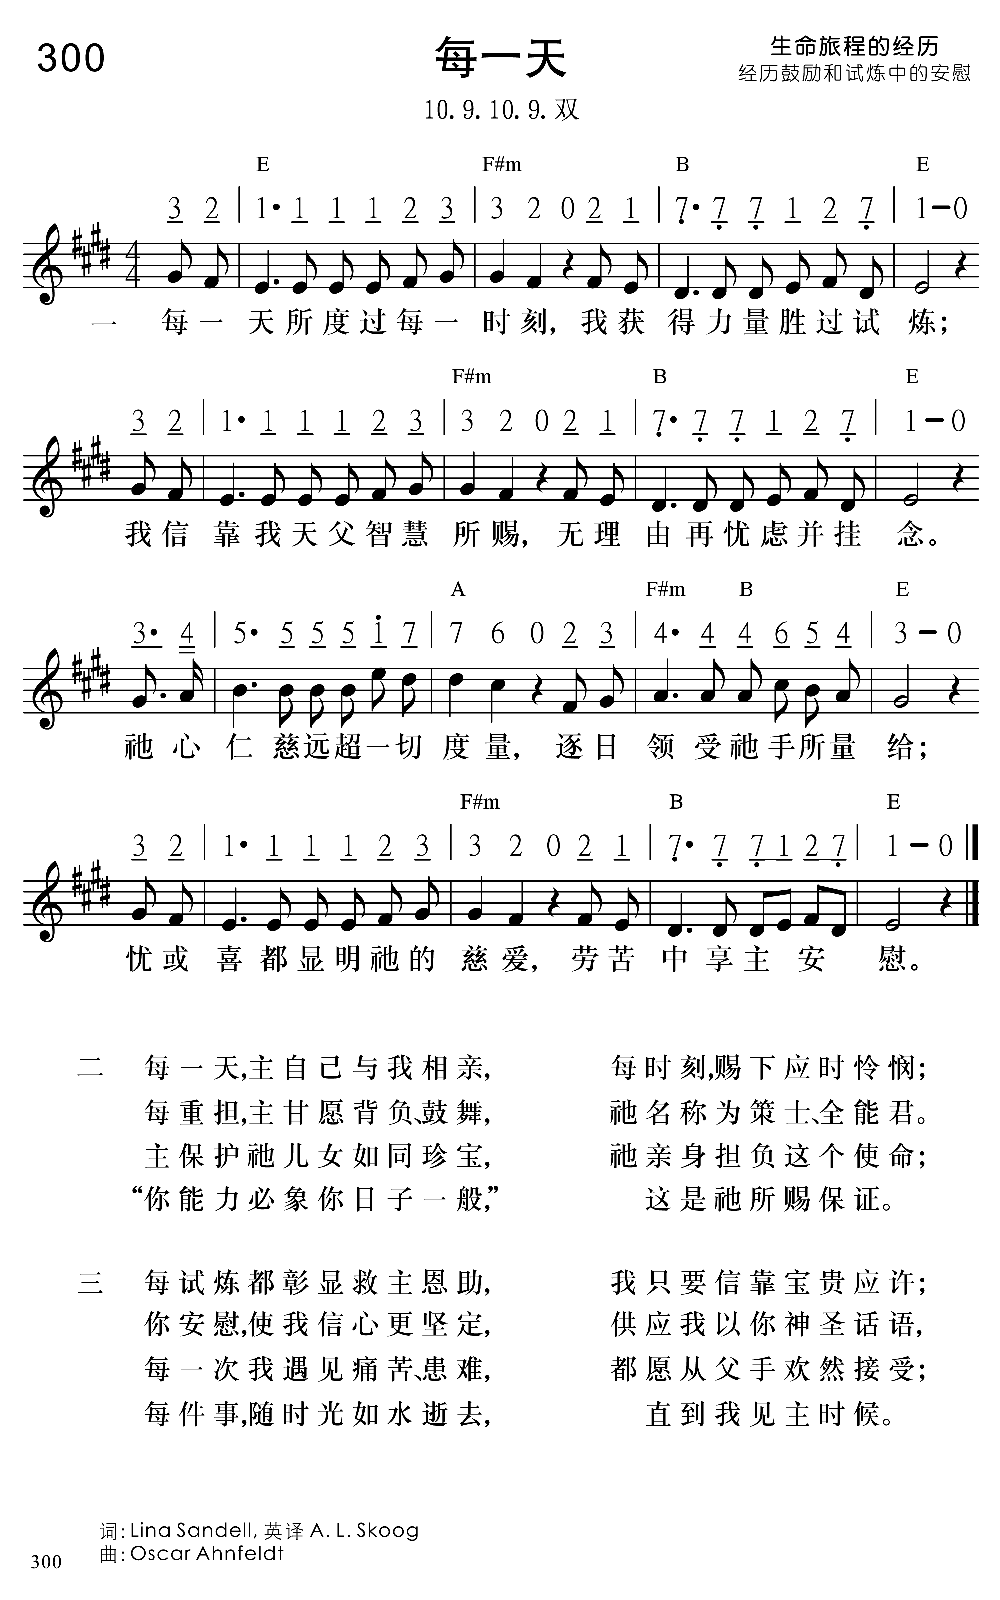 300
每一天
生命旅程的经历
经历鼓励和试炼中的安慰
10.9.10.9.双
E F#m B E
3 2 | 1• 1 1 1 2 3 | 3 2 0 2 1 | 7• 7 7 1 2 7 | 1–0
4 4
一 每一天所度过每一时刻，我获得力量胜过试炼；
F#m B E
3 2 | 1• 1 1 1 2 3 | 3 2 0 2 1 | 7• 7 7 1 2 7 | 1–0
我信靠我天父智慧所赐，无理由再忧虑并挂念。
A F#m B E
3• 4 | 5• 5 5 5 1 7 | 7 6 0 2 3 | 4• 4 4 6 5 4 | 3–0
祂心仁慈远超一切度量，逐日领受祂手所量给；
F#m B E
3 2 | 1• 1 1 1 2 3 | 3 2 0 2 1 | 7• 7 7 1 2 7 | 1–0
忧或喜都显明祂的慈爱，劳苦中享主安慰。
二 每一天,主自己与我相亲， 每时刻,赐下应时怜悯；
每重担,主甘愿背负、鼓舞， 祂名称为策士、全能君。
主保护祂儿女如同珍宝， 祂亲身担负这个使命；
“你能力必象你日子一般，” 这是祂所赐保证。
三 每试炼都彰显救主恩助， 我只要信靠宝贵应许；
你安慰,使我信心更坚定， 供应我以你神圣话语，
每一次我遇见痛苦、患难， 都愿从父手欢然接受；
每件事,随时光如水逝去， 直到我见主时候。
词：Lina Sandell, 英译 A. L. Skoog
曲：Oscar Ahnfeldt
300